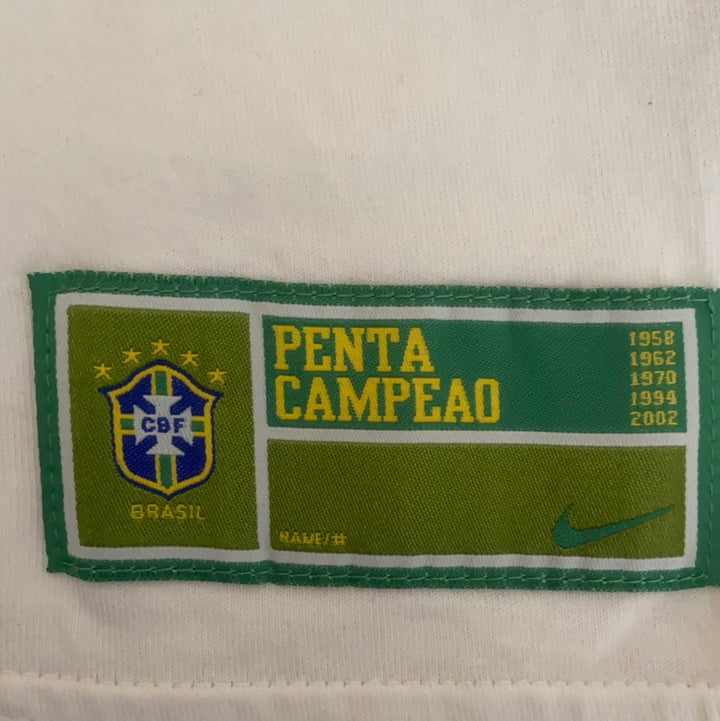 CBF
BRASIL
PENTA
CAMPEAO
1958
1962
1970
1994
2002
NAME/#